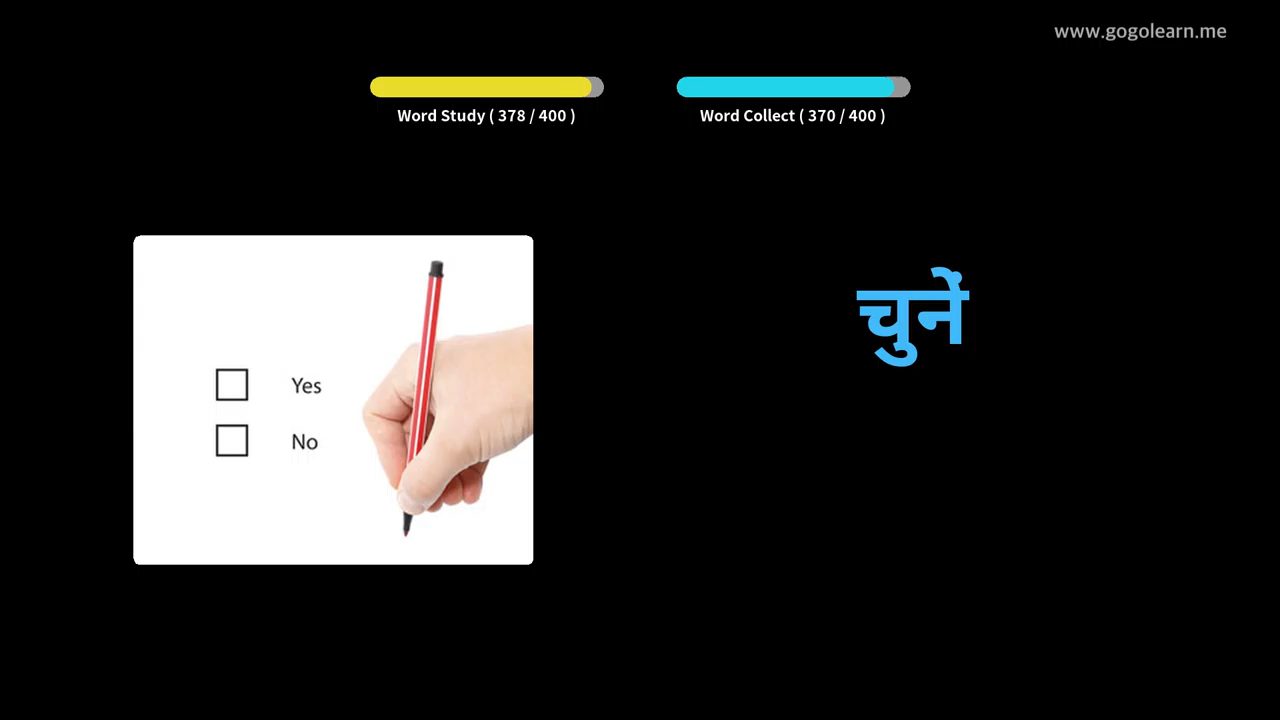 www.gogolearn.me
Word Study ( 378 / 400 )
Word Collect ( 370 / 400 )
चुनें
Yes
No